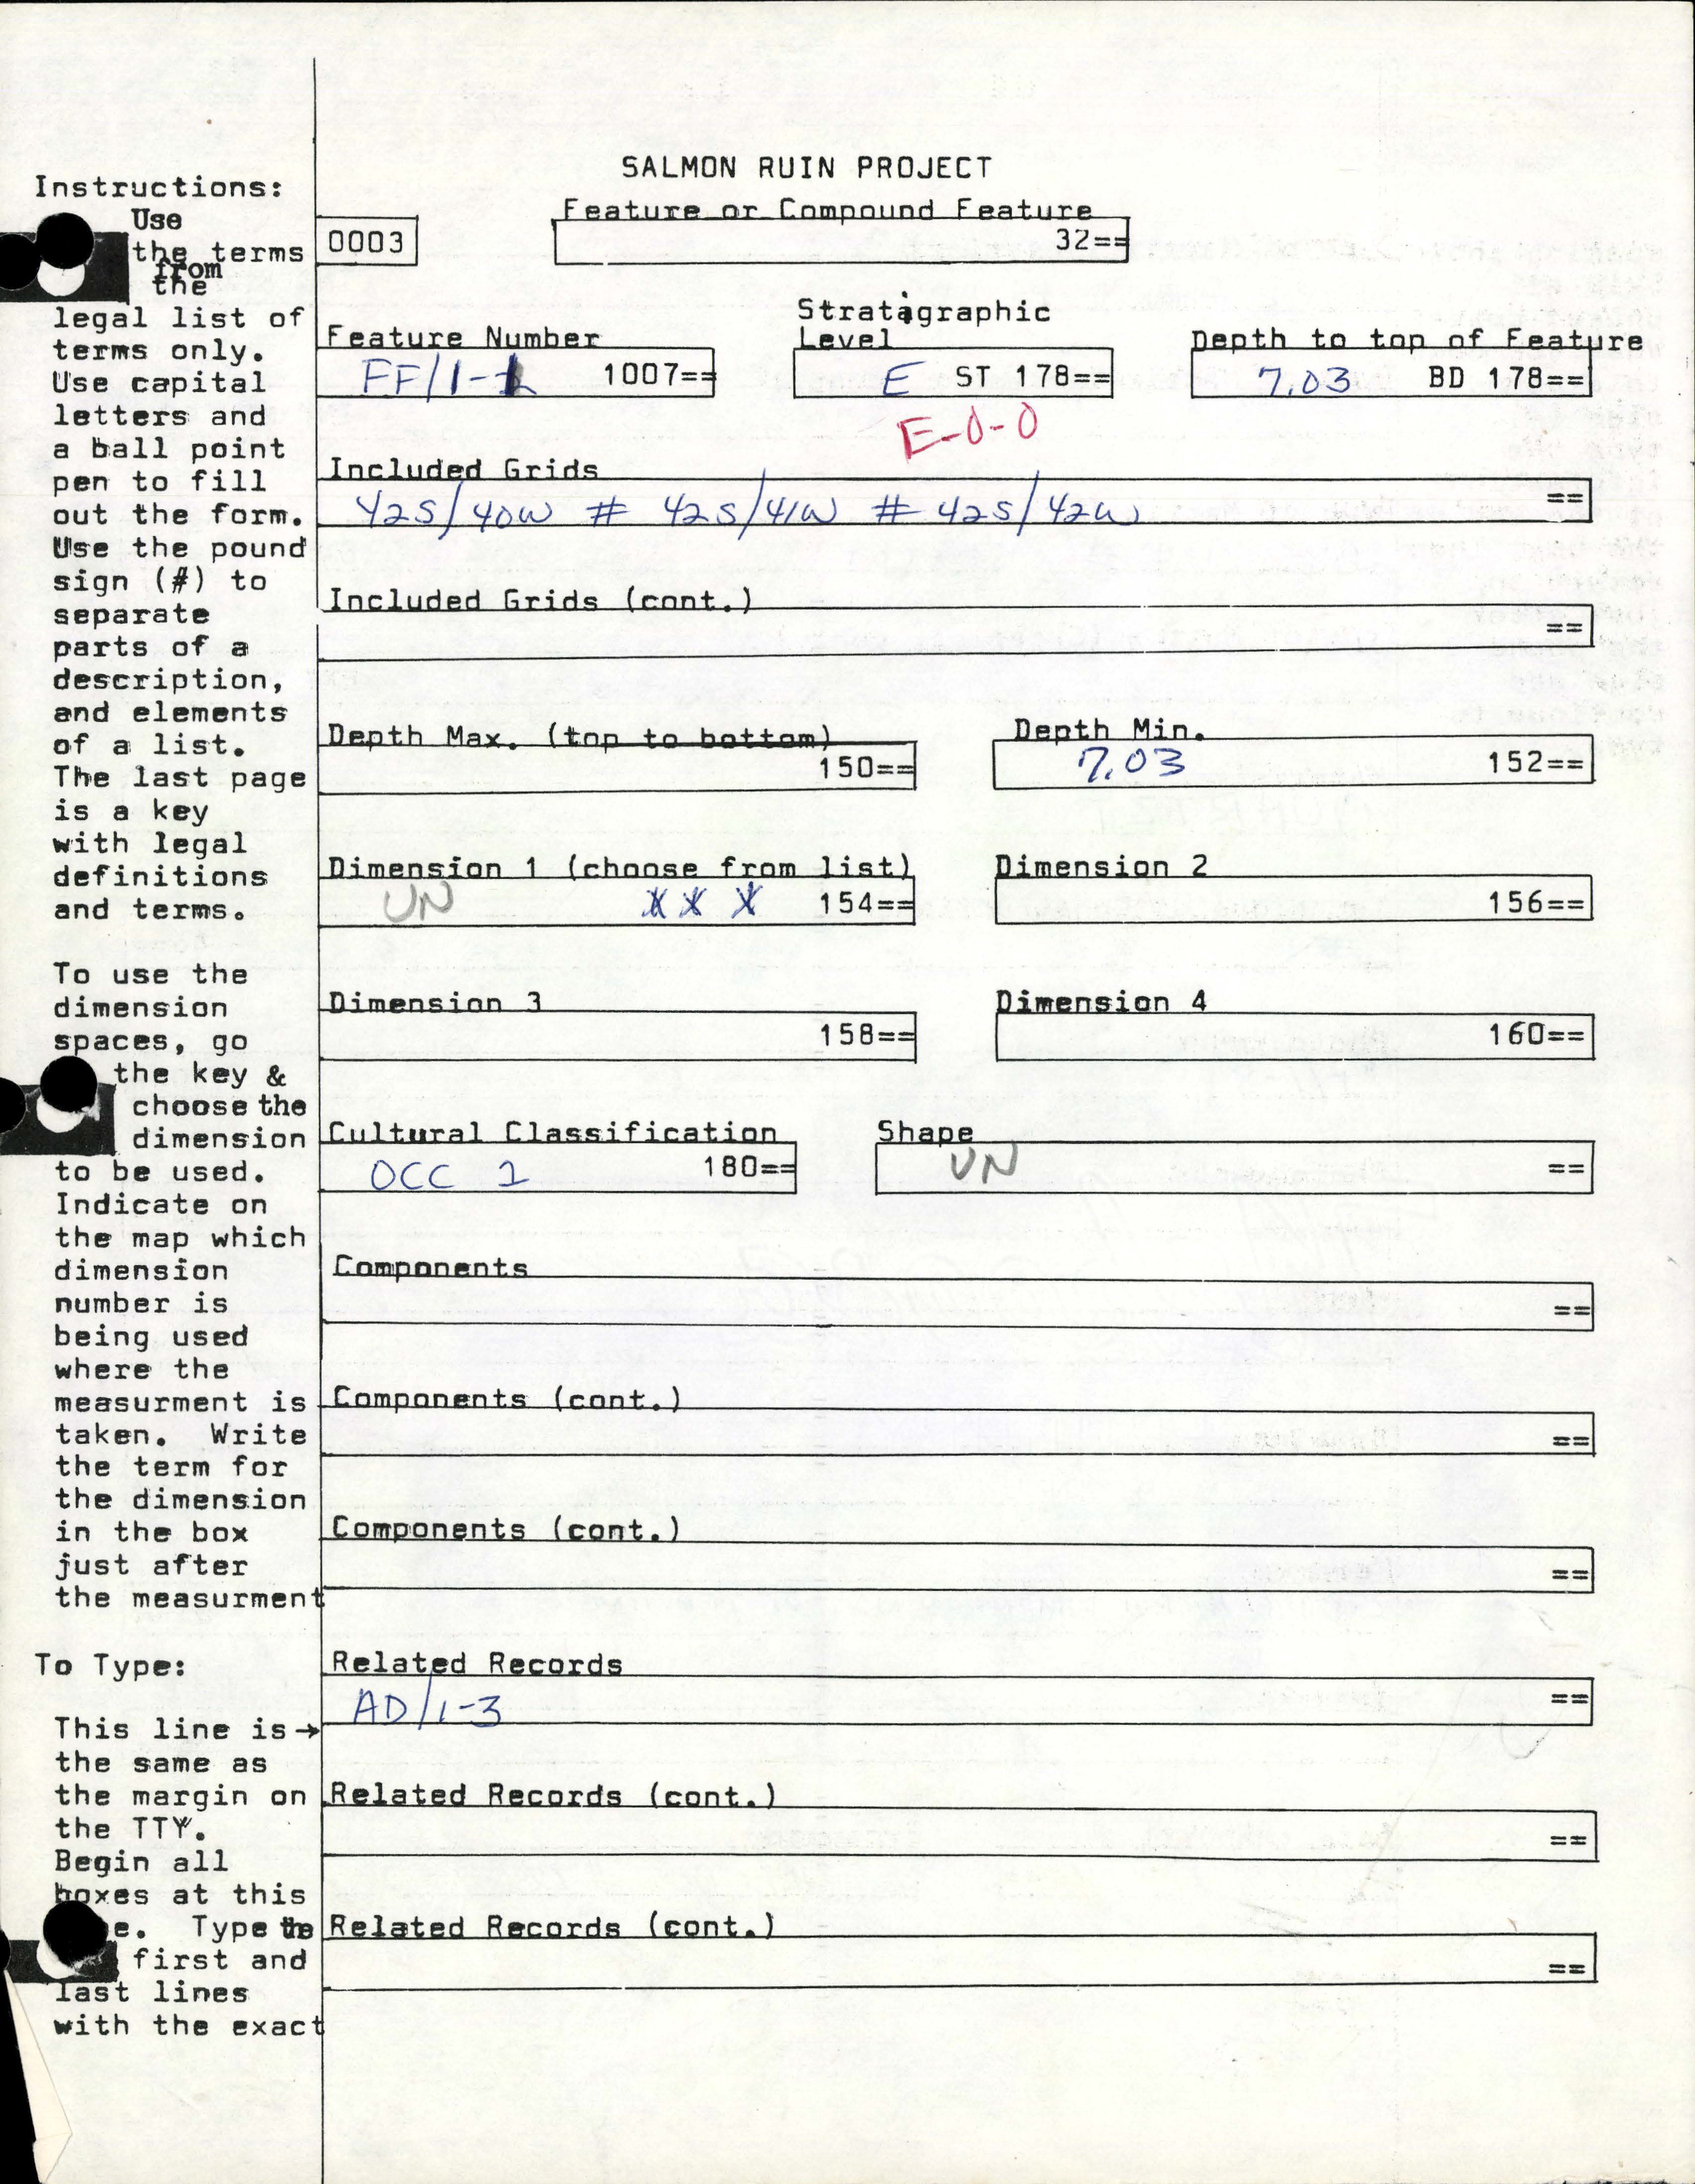 SALMON RUIN PROJECT
Feature or Compound Feature
0003
32==
Feature Number
Stratigraphic
Level
Depth to top of Feature
FF/1-1 1007==
E ST 178==
7.03 BD 178==
E-0-0
Included Grids
42S/40W # 42S/41W # 42S/42W ==
Included Grids (cont.)
==
Depth Max. (top to bottom)
150==
Depth Min.
7.03 152==
Dimension 1 (choose from list)
UN X X X 154==
Dimension 2
156==
Dimension 3
158==
Dimension 4
160==
Cultural Classification
OCC 1 180==
Shape
UN ==
Components
==
Components (cont.)
==
Components (cont.)
==
Related Records
AD/1-3 ==
Related Records (cont.)
==
Related Records (cont.)
==
Instructions:
Use
the terms
from
the
legal list of
terms only.
Use capital
letters and
a ball point
pen to fill
out the form.
Use the pound
sign (#) to
separate
parts of a
description,
and elements
of a list.
The last page
is a key
with legal
definitions
and terms.
To use the
dimension
spaces, go
the key &
choose the
dimension
to be used.
Indicate on
the map which
dimension
number is
being used
where the
measurment is
taken. Write
the term for
the dimension
in the box
just after
the measurment
To Type:
This line is→
the same as
the margin on
the TTY.
Begin all
boxes at this
e. Type the
first and
last lines
with the exact